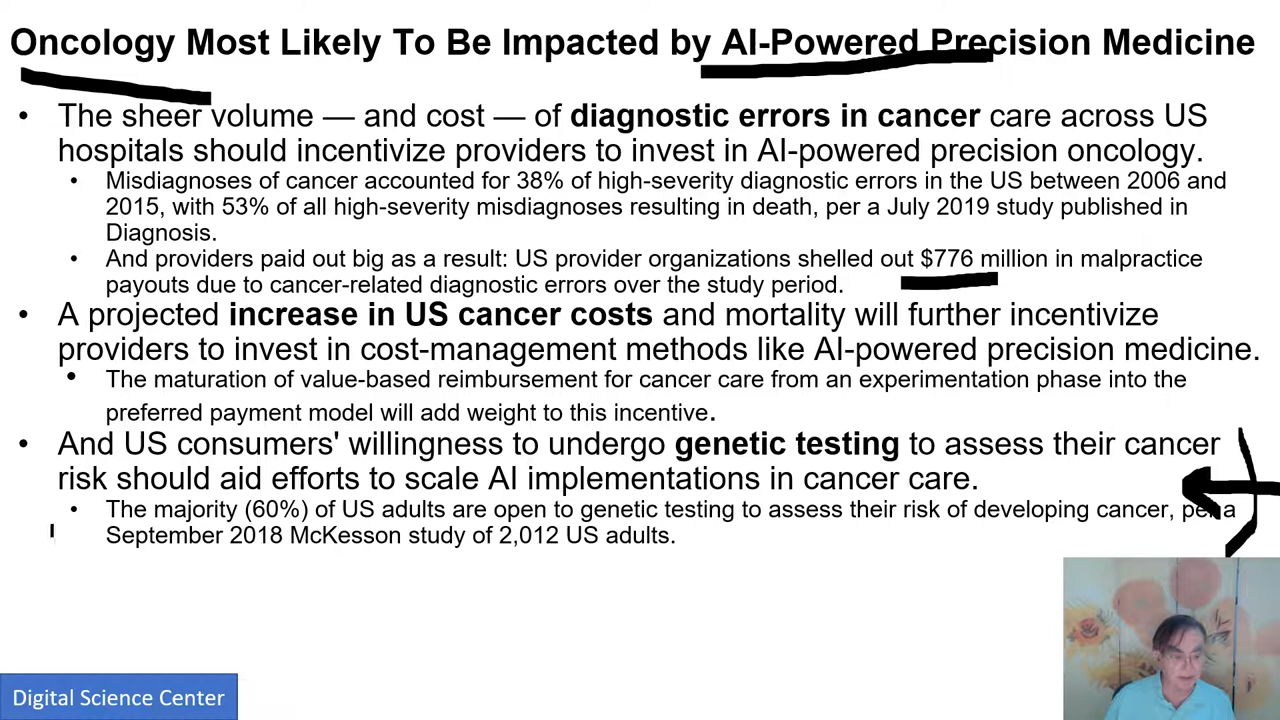 Oncology Most Likely To Be Impacted by AI-Powered Precision Medicine
• The sheer volume — and cost — of diagnostic errors in cancer care across US
hospitals should incentivize providers to invest in AI-powered precision oncology.
• Misdiagnoses of cancer accounted for 38% of high-severity diagnostic errors in the US between 2006 and
2015, with 53% of all high-severity misdiagnoses resulting in death, per a July 2019 study published in
Diagnosis.
• And providers paid out big as a result: US provider organizations shelled out $776 million in malpractice
payouts due to cancer-related diagnostic errors over the study period.
• A projected increase in US cancer costs and mortality will further incentivize
providers to invest in cost-management methods like AI-powered precision medicine.
• The maturation of value-based reimbursement for cancer care from an experimentation phase into the
preferred payment model will add weight to this incentive.
• And US consumers' willingness to undergo genetic testing to assess their cancer
risk should aid efforts to scale AI implementations in cancer care.
• The majority (60%) of US adults are open to genetic testing to assess their risk of developing cancer, per a
September 2018 McKesson study of 2,012 US adults.
Digital Science Center